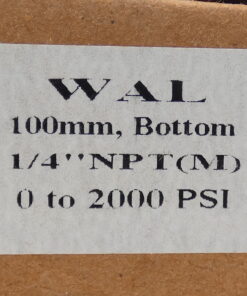 WAL
100mm, Bottom
1/4"NPT(M)
0 to 2000 PSI